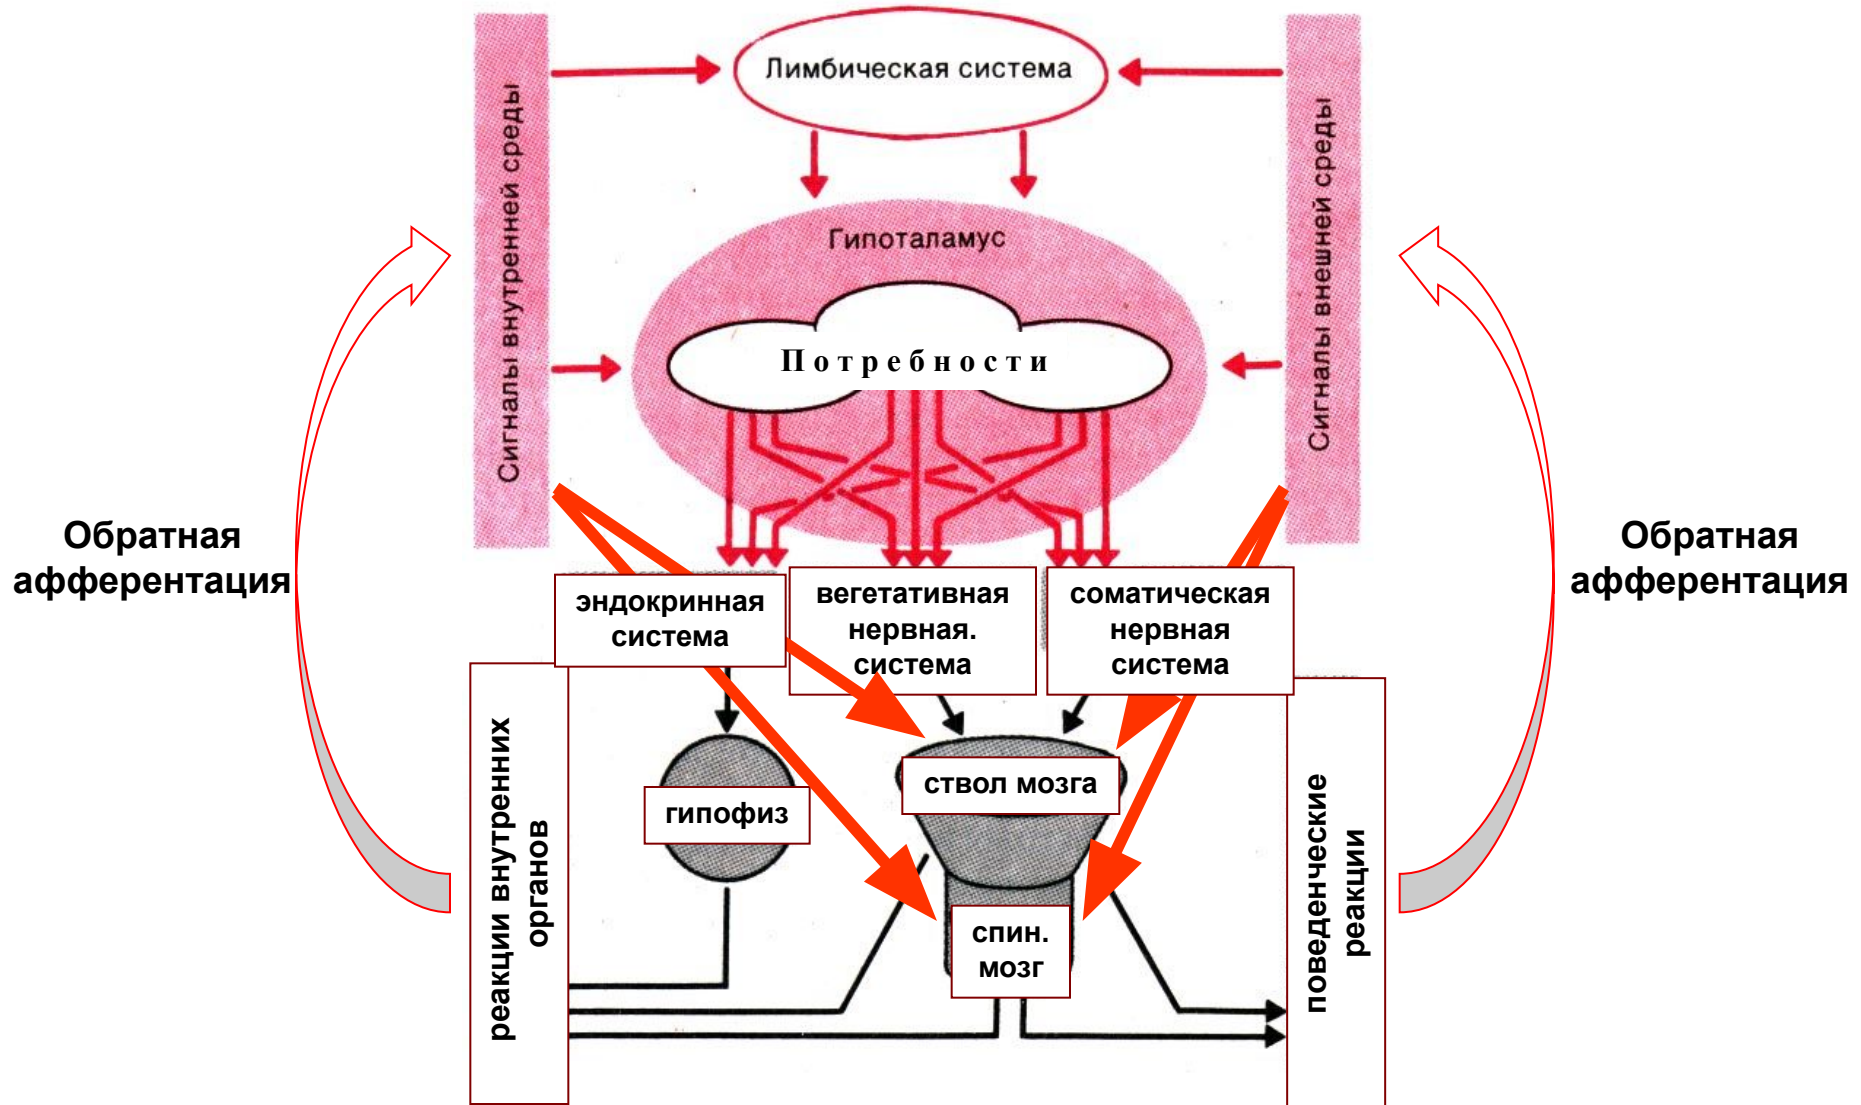 Лимбическая система
Сигналы внутренней среды
Сигналы внешней среды
Гипоталамус
Потребности
Обратная
афферентация
Обратная
афферентация
эндокринная
система
вегетативная
нервная.
система
соматическая
нервная
система
гипофиз
ствол мозга
спин.
мозг
реакции внутренних
органов
поведенческие
реакции